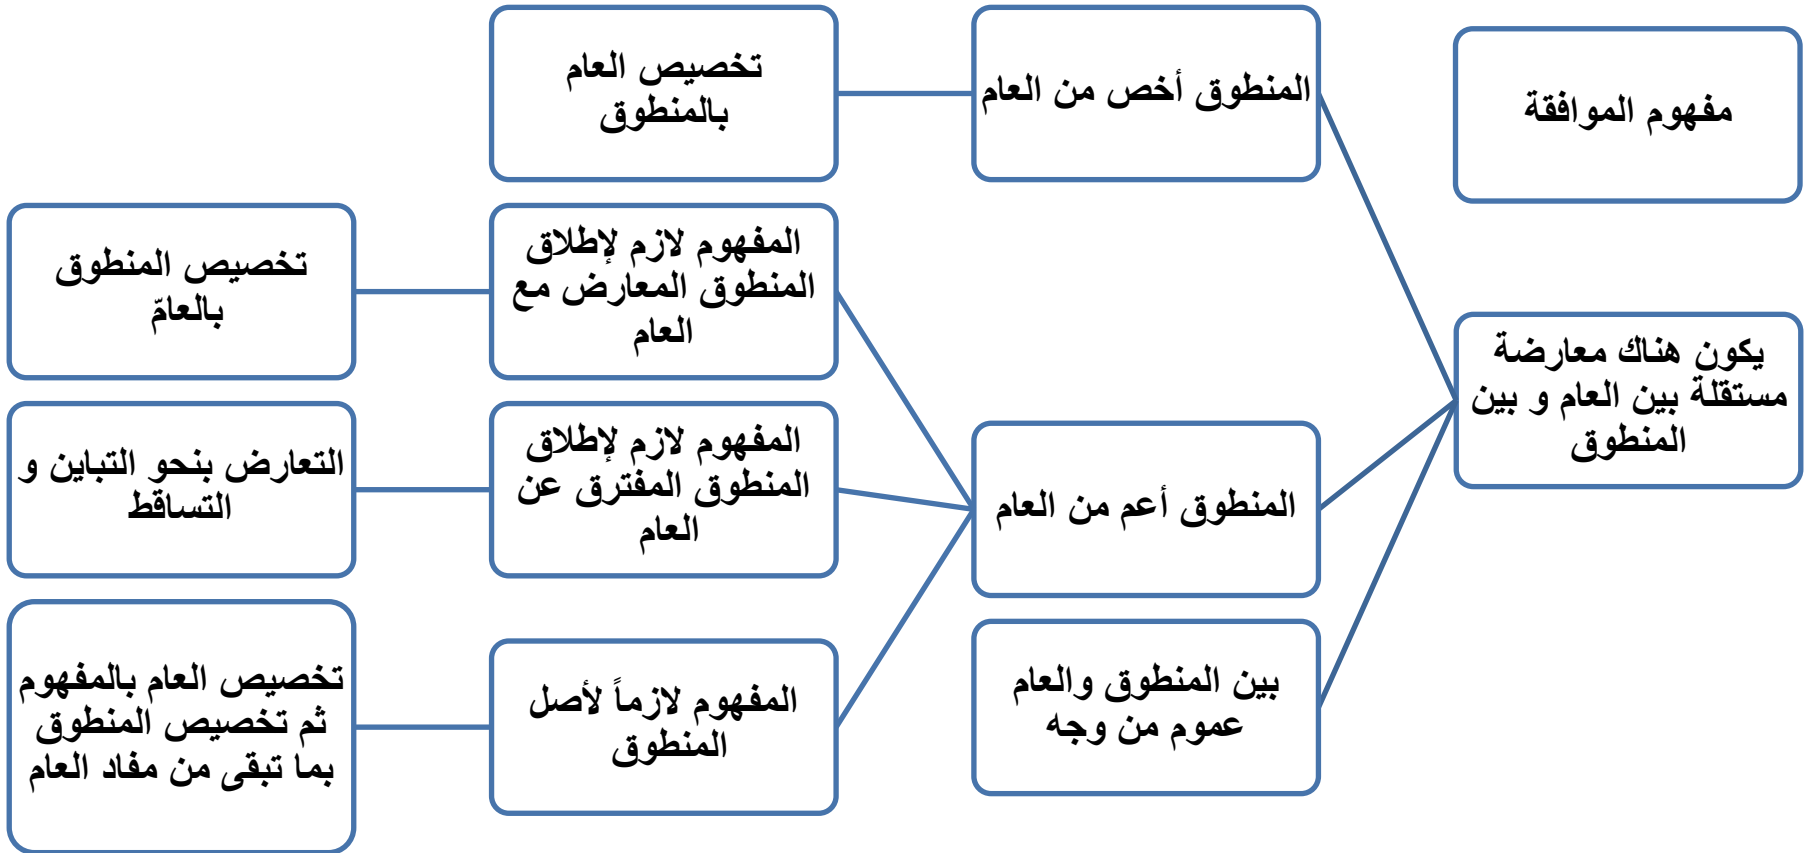 مفهوم الموافقة
يكون هناك معارضة
مستقلة بين العام و بين
المنطوق
المنطوق أخص من العام
تخصيص العام
بالمنطوق
المنطوق أعم من العام
المفهوم لازم لإطلاق
المنطوق المعارض مع
العام
تخصيص المنطوق
بالعامّ
المفهوم لازم لإطلاق
المنطوق المفترق عن
العام
التعارض بنحو التباين و
التساقط
المفهوم لازماً لأصل
المنطوق
تخصيص العام بالمفهوم
ثم تخصيص المنطوق
بما تبقى من مفاد العام
بين المنطوق والعام
عموم من وجه